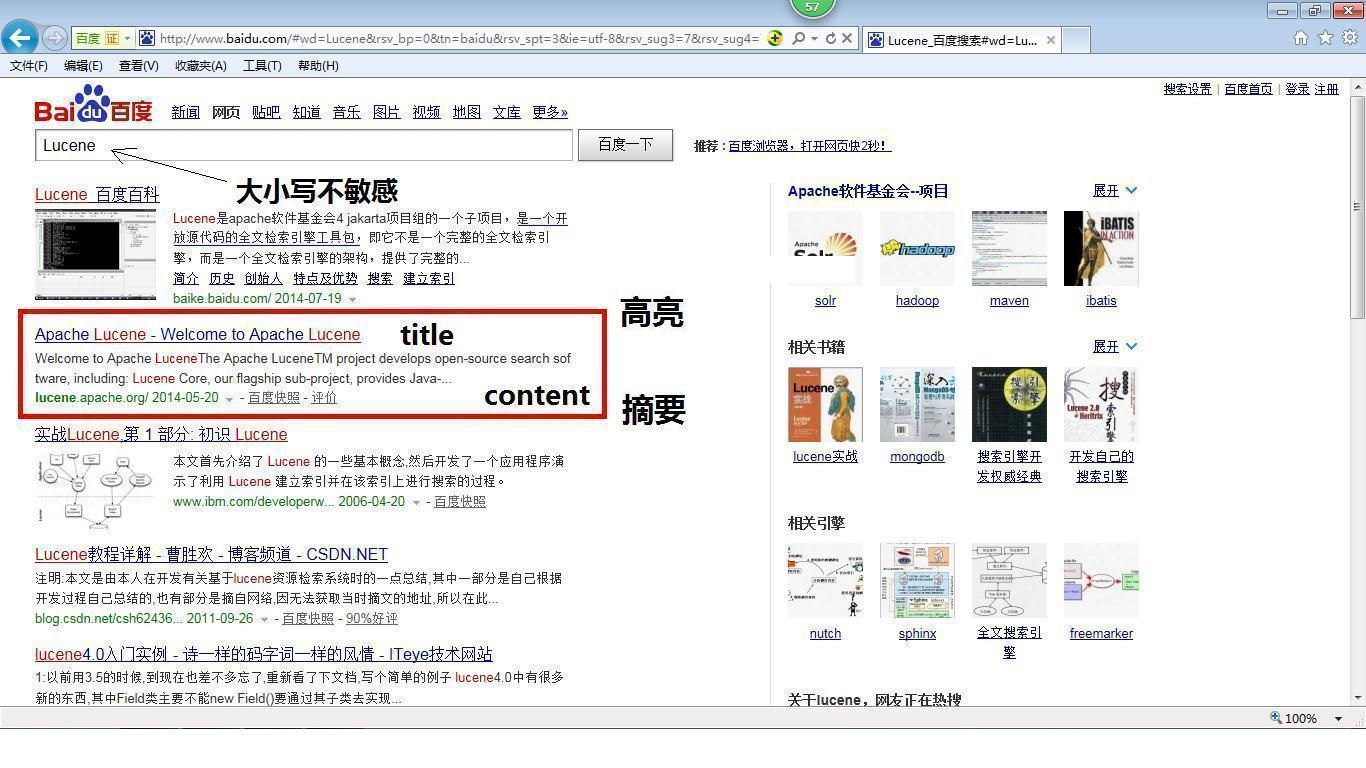 57
百度 证
http://www.baidu.com/#wd=Lucene&rsv_bp=0&tn=baidu&rsv_spt=3&ie=utf-8&rsv_sug3=7&rsv_sug4=
Lucene_百度搜索#wd=Lu...
文件(F) 编辑(E) 查看(V) 收藏夹(A) 工具(T) 帮助(H)
搜索设置 | 百度首页 | 登录 注册
Bai du 百度 新闻 网页 贴吧 知道 音乐 图片 视频 地图 文库 更多»
Lucene 百度一下 推荐 : 百度浏览器，打开网页快2秒!
大小写不敏感
Lucene_百度百科
Lucene是apache软件基金会4 jakarta项目组的一个子项目，是一个开
放源代码的全文检索引擎工具包，即它不是一个完整的全文检索引
擎，而是一个全文检索引擎的架构，提供了完整的...
简介 历史 创始人 特点及优势 搜索 建立索引
baike.baidu.com/ 2014-07-19
高亮
Apache Lucene - Welcome to Apache Lucene title
Welcome to Apache LuceneThe Apache LuceneTM project develops open-source search sof
tware, including: Lucene Core, our flagship sub-project, provides Java-...
lucene.apache.org/ 2014-05-20 - 百度快照 - 评价
content
摘要
实战Lucene,第 1 部分: 初识 Lucene
本文首先介绍了 Lucene 的一些基本概念,然后开发了一个应用程序演
示了利用 Lucene 建立索引并在该索引上进行搜索的过程。
www.ibm.com/developerw... 2006-04-20 - 百度快照
Lucene教程详解 - 曹胜欢 - 博客频道 - CSDN.NET
注明:本文是由本人在开发有关基于lucene资源检索系统时的一点总结,其中一部分是自己根据
开发过程自己总结的,也有部分是摘自网络,因无法获取当时摘文的地址,所以在此...
blog.csdn.net/csh62436... 2011-09-26 - 百度快照 - 90%好评
lucene4.0入门实例 - 诗一样的码字词一样的风情 - ITeye技术网站
1:以前用3.5的时候,到现在也差不多忘了,重新看了下文档,写个简单的例子 lucene4.0中有很多
新的东西,其中Field类主要不能new Field()要通过其子类去实现...
Apache软件基金会--项目 展开
Apache Solr
hadoop
iBATIS IN ACTION
solr hadoop maven ibatis
相关书籍 展开
Lucene 实战
深入 MongoDB
搜索引擎
搜索引擎 Lucene 2.0 + Heritrix
lucene实战 mongodb 搜索引擎开 开发自己的
发权威经典 搜索引擎
相关引擎
Sphinx
nutch sphinx 全文搜索引 freemarker
擎
关于lucene，网友正在热搜
100%